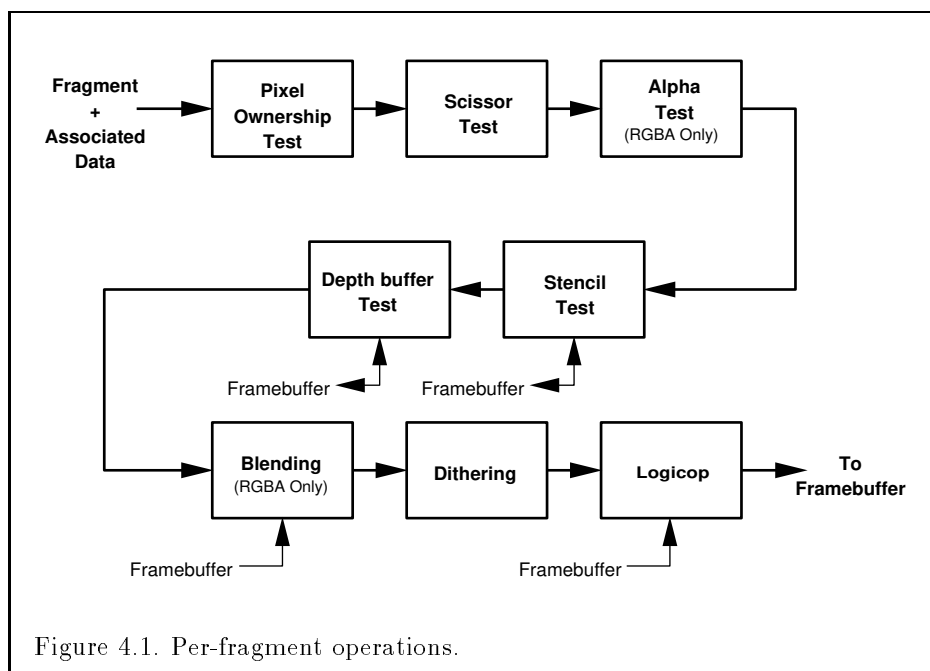 Fragment
+
Associated
Data
Pixel
Ownership
Test
Scissor
Test
Alpha
Test
(RGBA Only)
Depth buffer
Test
Stencil
Test
Framebuffer
Framebuffer
Blending
(RGBA Only)
Dithering
Logicop
To
Framebuffer
Framebuffer
Framebuffer
Figure 4.1. Per-fragment operations.